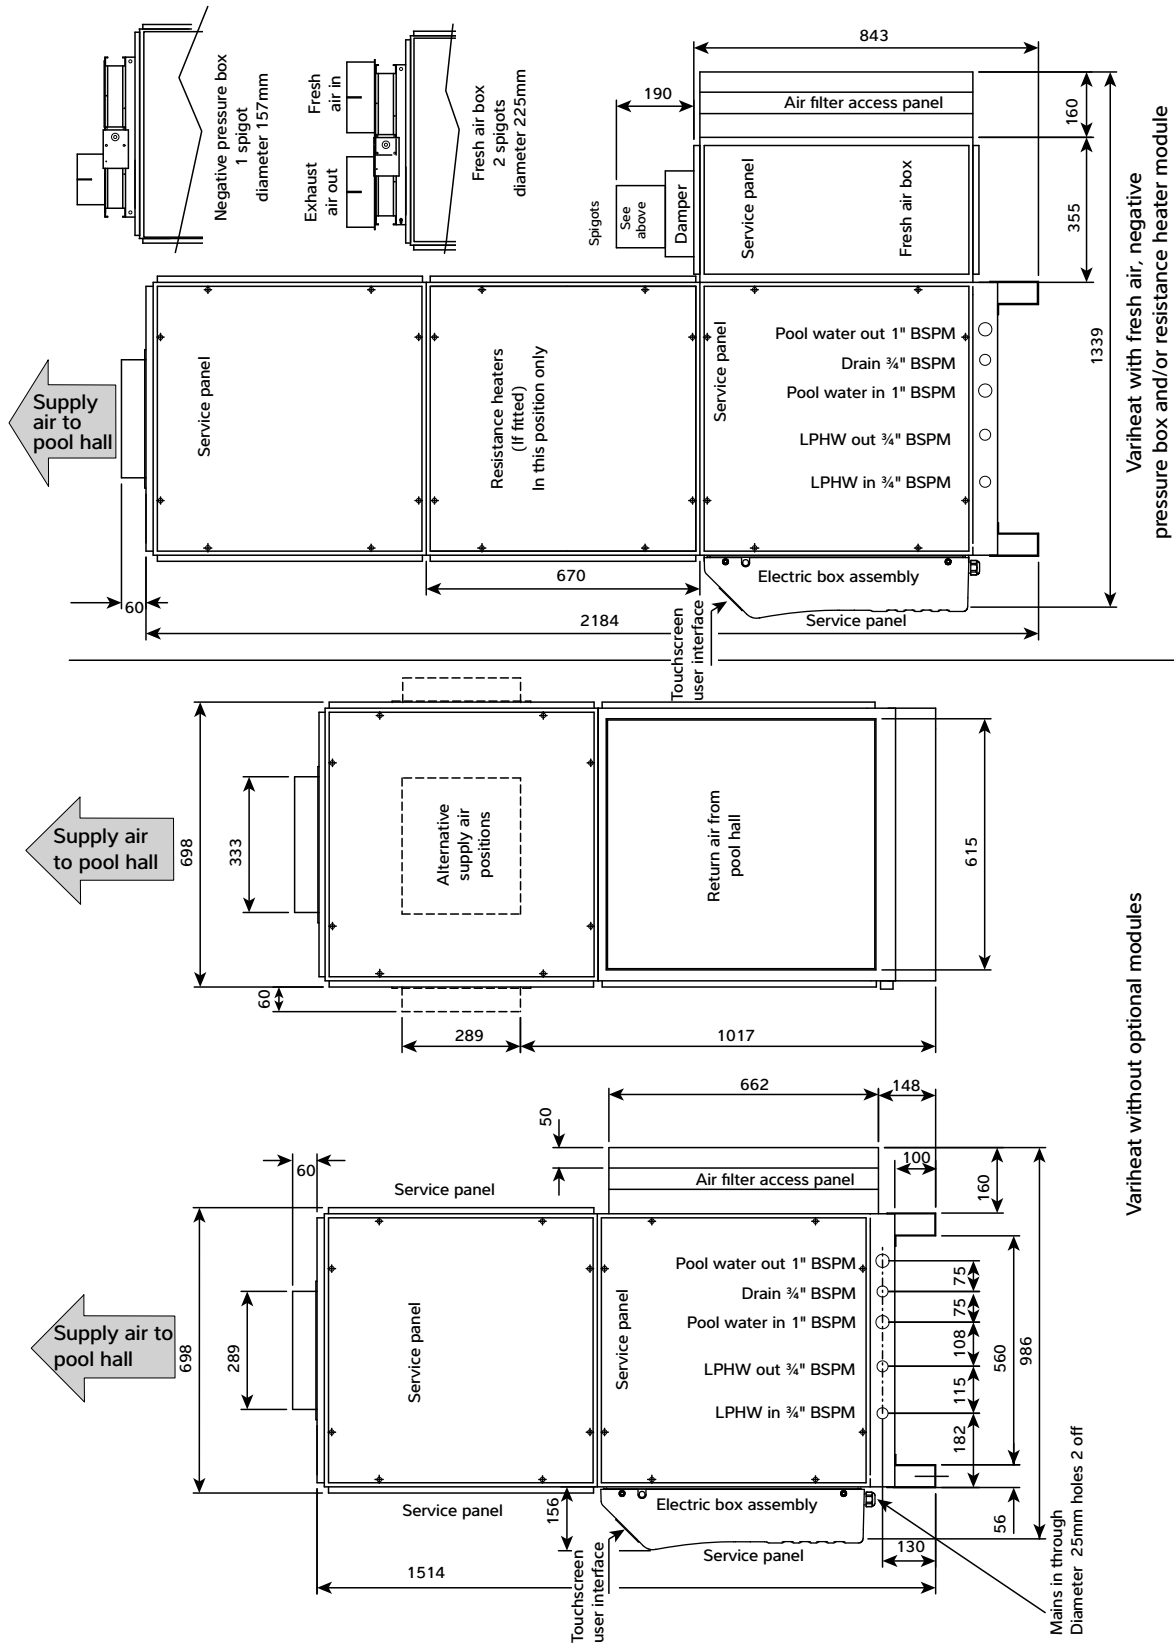 Negative pressure box
1 spigot
diameter 157mm
Fresh
air in
Exhaust
air out
Fresh air box
2 spigots
diameter 225mm
843
190
Air filter access panel
160
Spigots
See
above
Damper
Service panel
Fresh air box
355
Supply
air to
pool hall
Service panel
Resistance heaters
(If fitted)
In this position only
Service panel
Pool water out 1" BSPM
Drain ¾" BSPM
Pool water in 1" BSPM
LPHW out ¾" BSPM
LPHW in ¾" BSPM
1339
60
670
2184
Electric box assembly
Service panel
Touchscreen
user interface
Variheat with fresh air, negative
pressure box and/or resistance heater module
Supply air
to pool hall
698
333
Alternative
supply air
positions
Return air from
pool hall
615
60
289
1017
Variheat without optional modules
662
148
50
60
100
Service panel
Air filter access panel
160
Supply air to
pool hall
698
289
Service panel
Service panel
Pool water out 1" BSPM
Drain ¾" BSPM
Pool water in 1" BSPM
LPHW out ¾" BSPM
LPHW in ¾" BSPM
75
75
108
115
182
560
986
Service panel
156
Electric box assembly
Service panel
56
130
1514
Touchscreen
user interface
Mains in through
Diameter 25mm holes 2 off